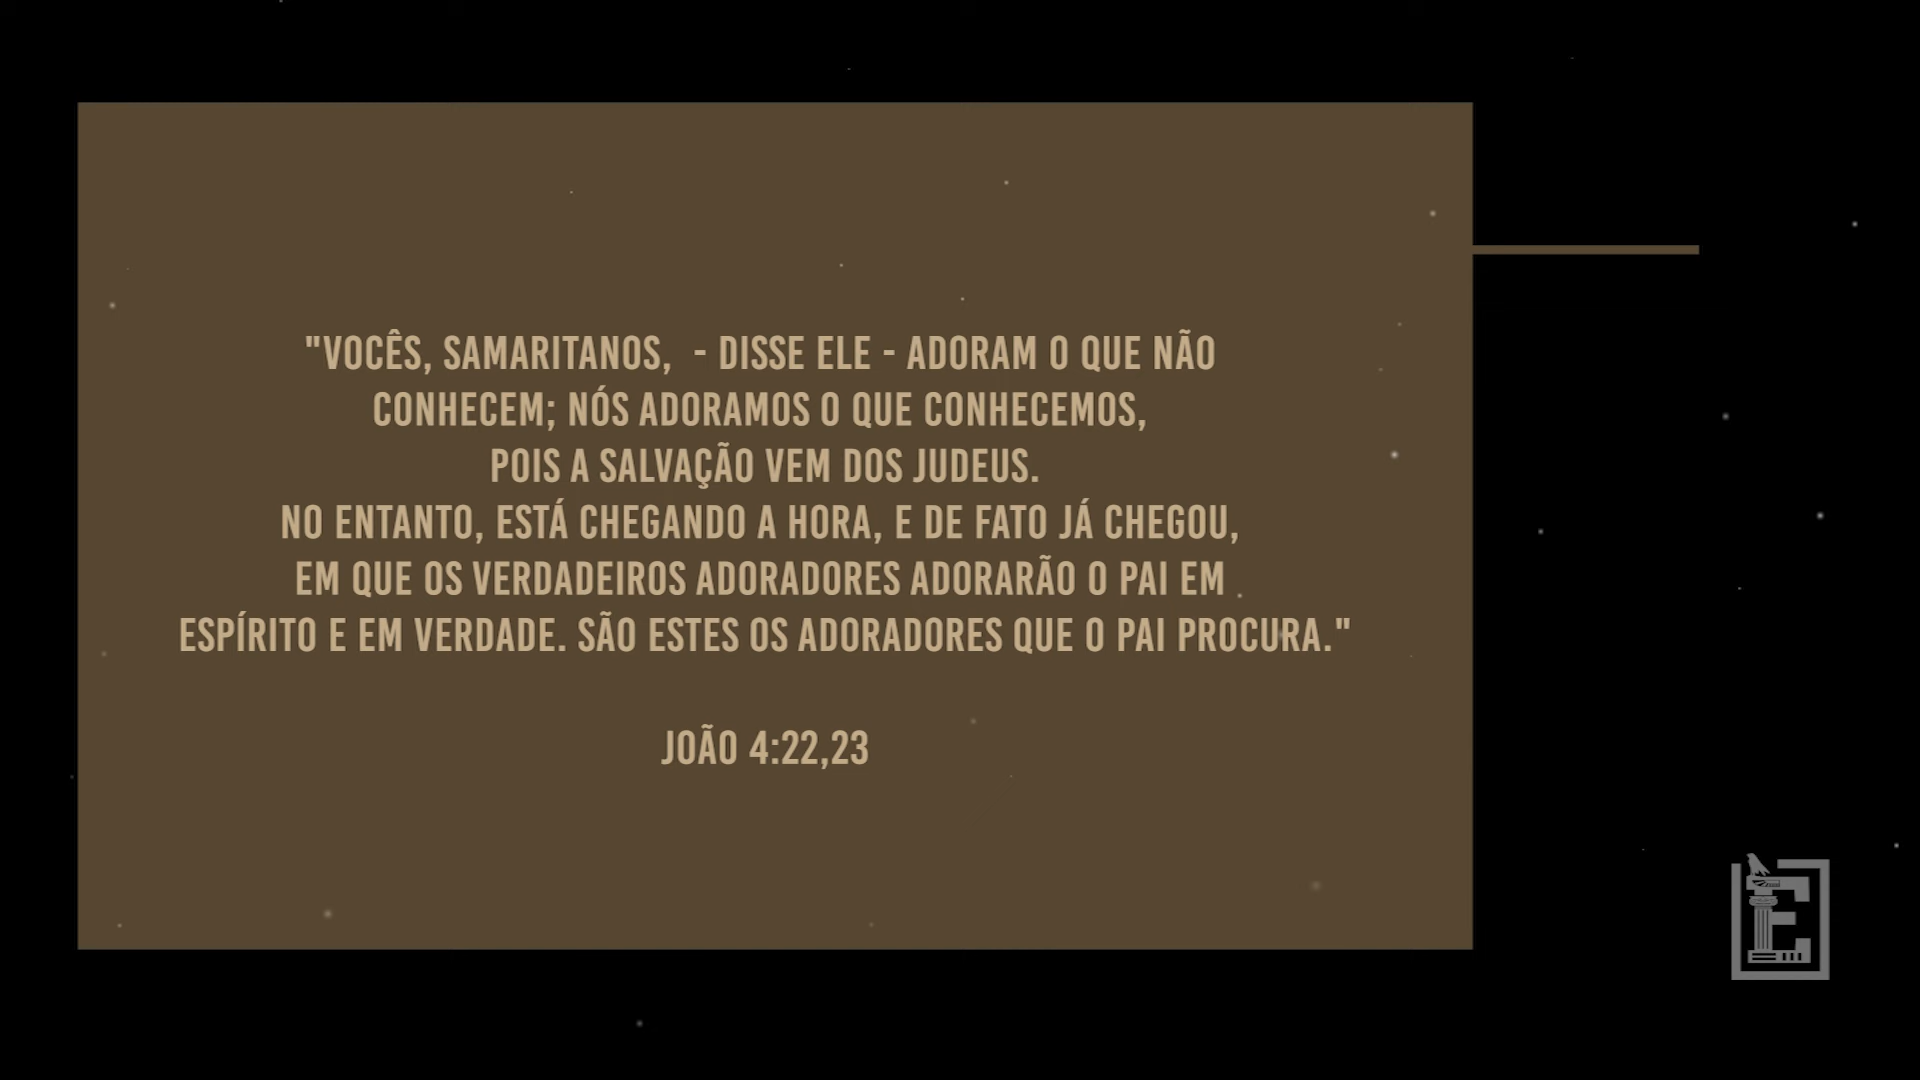 "VOCÊS, SAMARITANOS,  - DISSE ELE - ADORAM O QUE NÃO
CONHECEM; NÓS ADORAMOS O QUE CONHECEMOS,
POIS A SALVAÇÃO VEM DOS JUDEUS.
NO ENTANTO, ESTÁ CHEGANDO A HORA, E DE FATO JÁ CHEGOU,
EM QUE OS VERDADEIROS ADORADORES ADORARÃO O PAI EM
ESPÍRITO E EM VERDADE. SÃO ESTES OS ADORADORES QUE O PAI PROCURA."
JOÃO 4:22,23
E